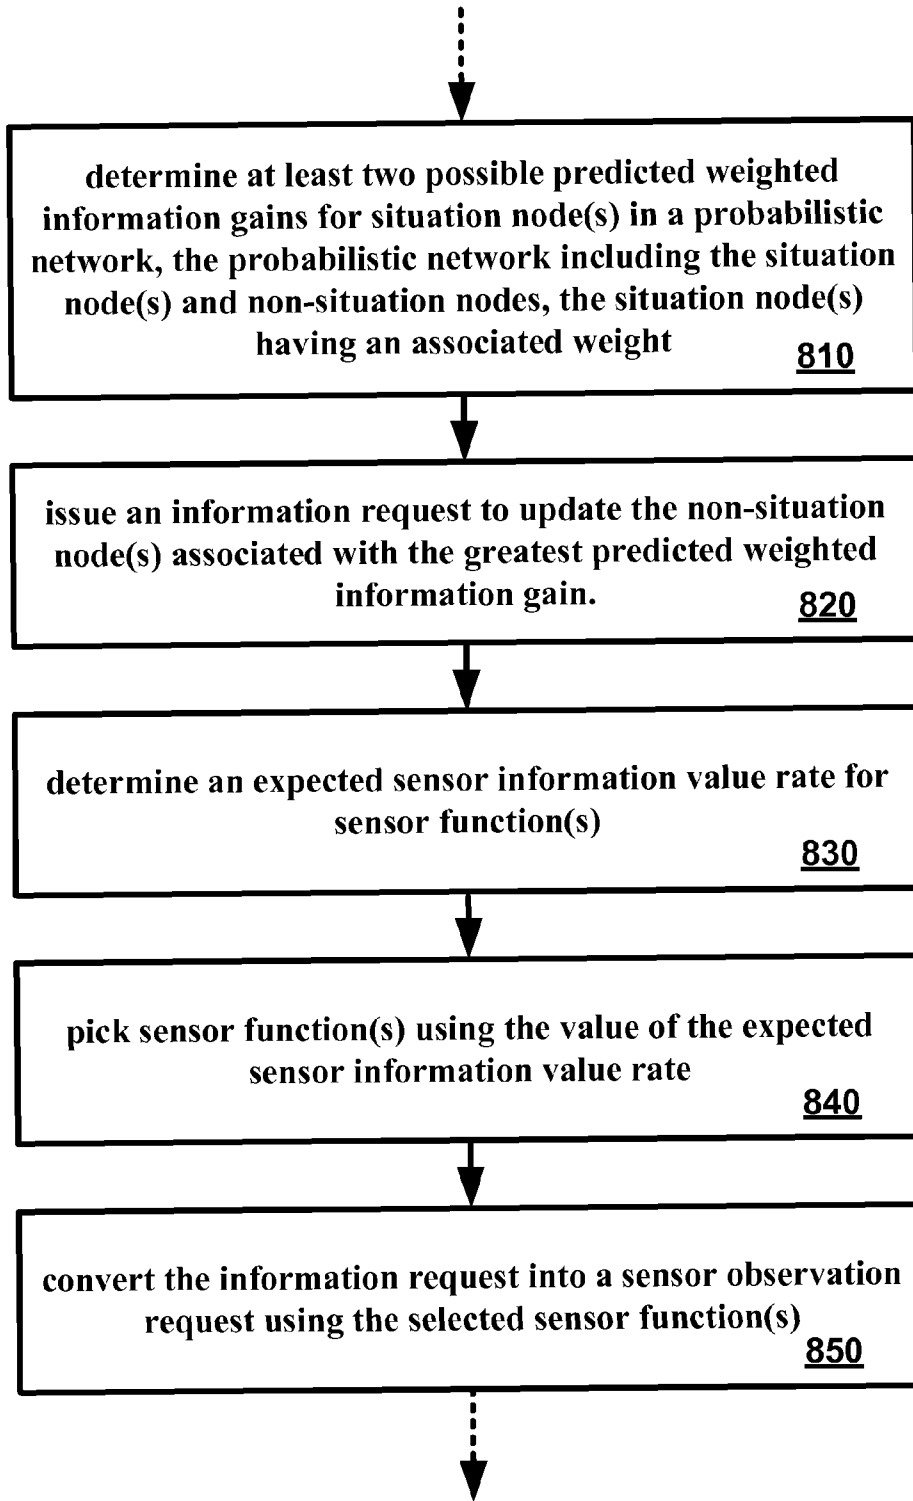 determine at least two possible predicted weighted
information gains for situation node(s) in a probabilistic
network, the probabilistic network including the situation
node(s) and non-situation nodes, the situation node(s)
having an associated weight
810
issue an information request to update the non-situation
node(s) associated with the greatest predicted weighted
information gain.
820
determine an expected sensor information value rate for
sensor function(s)
830
pick sensor function(s) using the value of the expected
sensor information value rate
840
convert the information request into a sensor observation
request using the selected sensor function(s)
850